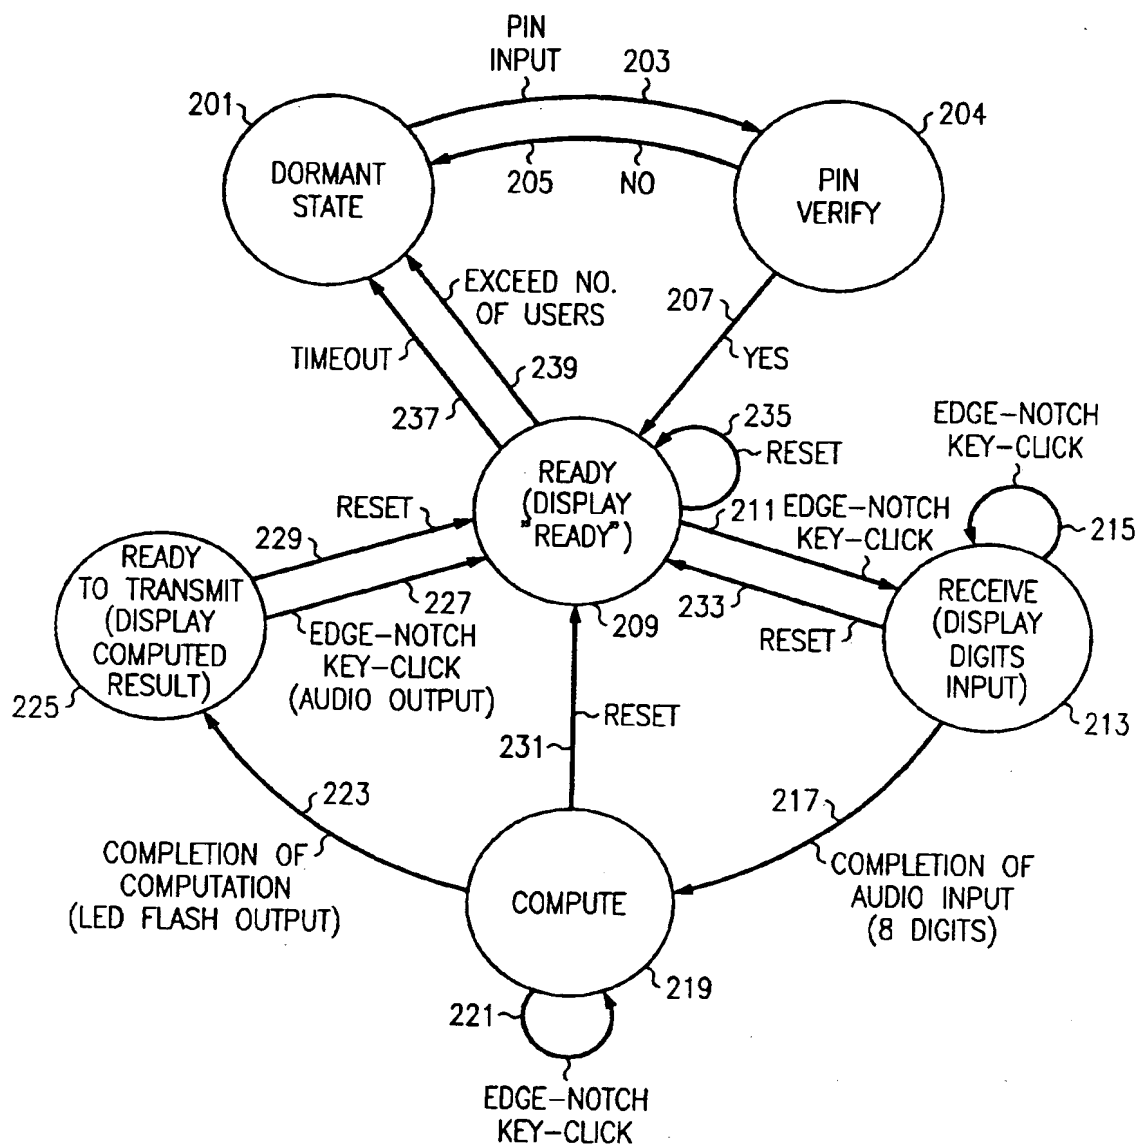 PIN
INPUT
203
201
204
DORMANT
STATE
205
NO
PIN
VERIFY
EXCEED NO.
OF USERS
207
TIMEOUT
YES
239
237
235
RESET
EDGE-NOTCH
KEY-CLICK
READY
(DISPLAY
"READY")
RESET
211
EDGE-NOTCH
KEY-CLICK
215
229
READY
TO TRANSMIT
(DISPLAY
COMPUTED
RESULT)
227
233
RECEIVE
(DISPLAY
DIGITS
INPUT)
209
EDGE-NOTCH
KEY-CLICK
(AUDIO OUTPUT)
RESET
225
RESET
213
231
223
217
COMPLETION OF
COMPUTATION
(LED FLASH OUTPUT)
COMPLETION OF
AUDIO INPUT
(8 DIGITS)
COMPUTE
219
221
EDGE-NOTCH
KEY-CLICK